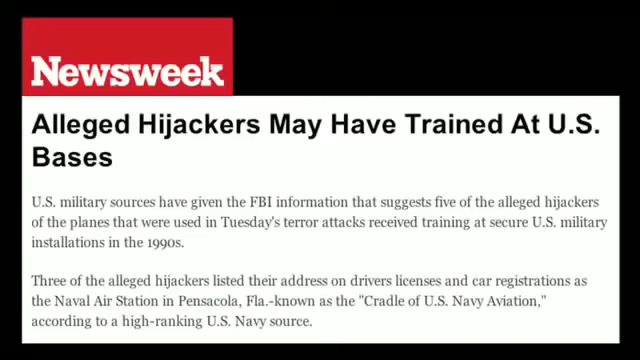 Newsweek
Alleged Hijackers May Have Trained At U.S.
Bases
U.S. military sources have given the FBI information that suggests five of the alleged hijackers
of the planes that were used in Tuesday's terror attacks received training at secure U.S. military
installations in the 1990s.
Three of the alleged hijackers listed their address on drivers licenses and car registrations as
the Naval Air Station in Pensacola, Fla.-known as the "Cradle of U.S. Navy Aviation,"
according to a high-ranking U.S. Navy source.